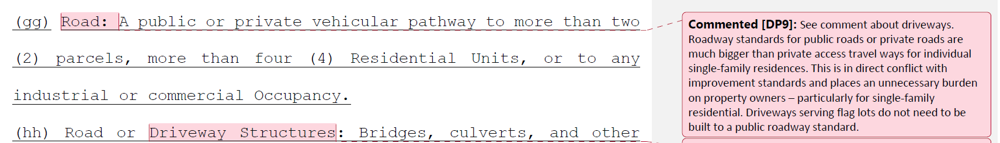 (gg) Road: A public or private vehicular pathway to more than two
(2) parcels, more than four (4) Residential Units, or to any
industrial or commercial Occupancy.
(hh) Road or Driveway Structures: Bridges, culverts, and other
Commented [DP9]: See comment about driveways.
Roadway standards for public roads or private roads are
much bigger than private access travel ways for individual
single-family residences. This is in direct conflict with
improvement standards and places an unnecessary burden
on property owners – particularly for single-family
residential. Driveways serving flag lots do not need to be
built to a public roadway standard.